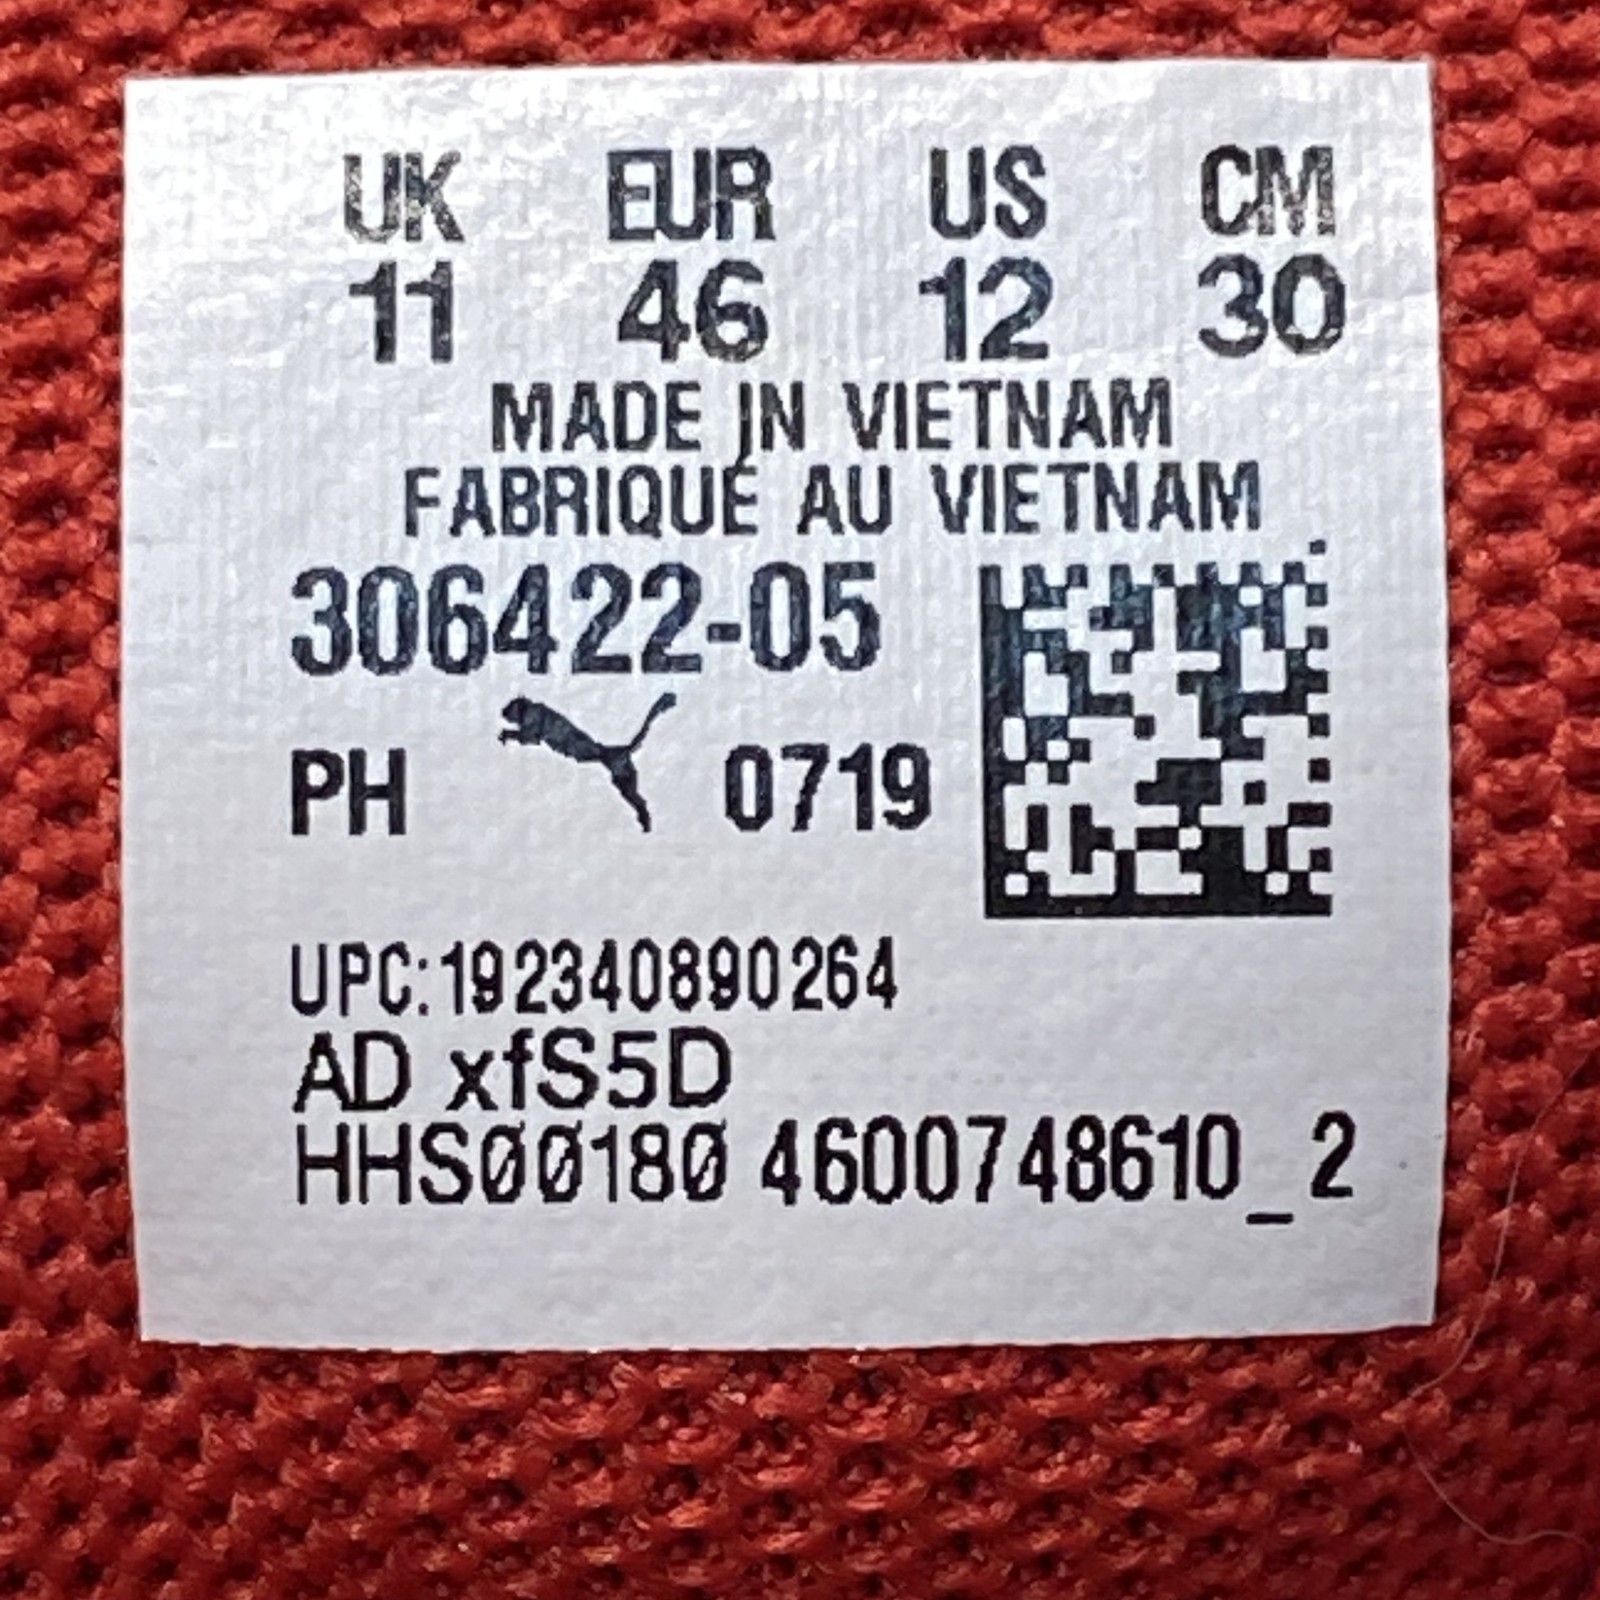 UK EUR US CM
11 46 12 30
MADE IN VIETNAM
FABRIQUÉ AU VIETNAM
306422-05
PH 0719
UPC:192340890264
AD xfS5D
HHS00180 4600748610_2